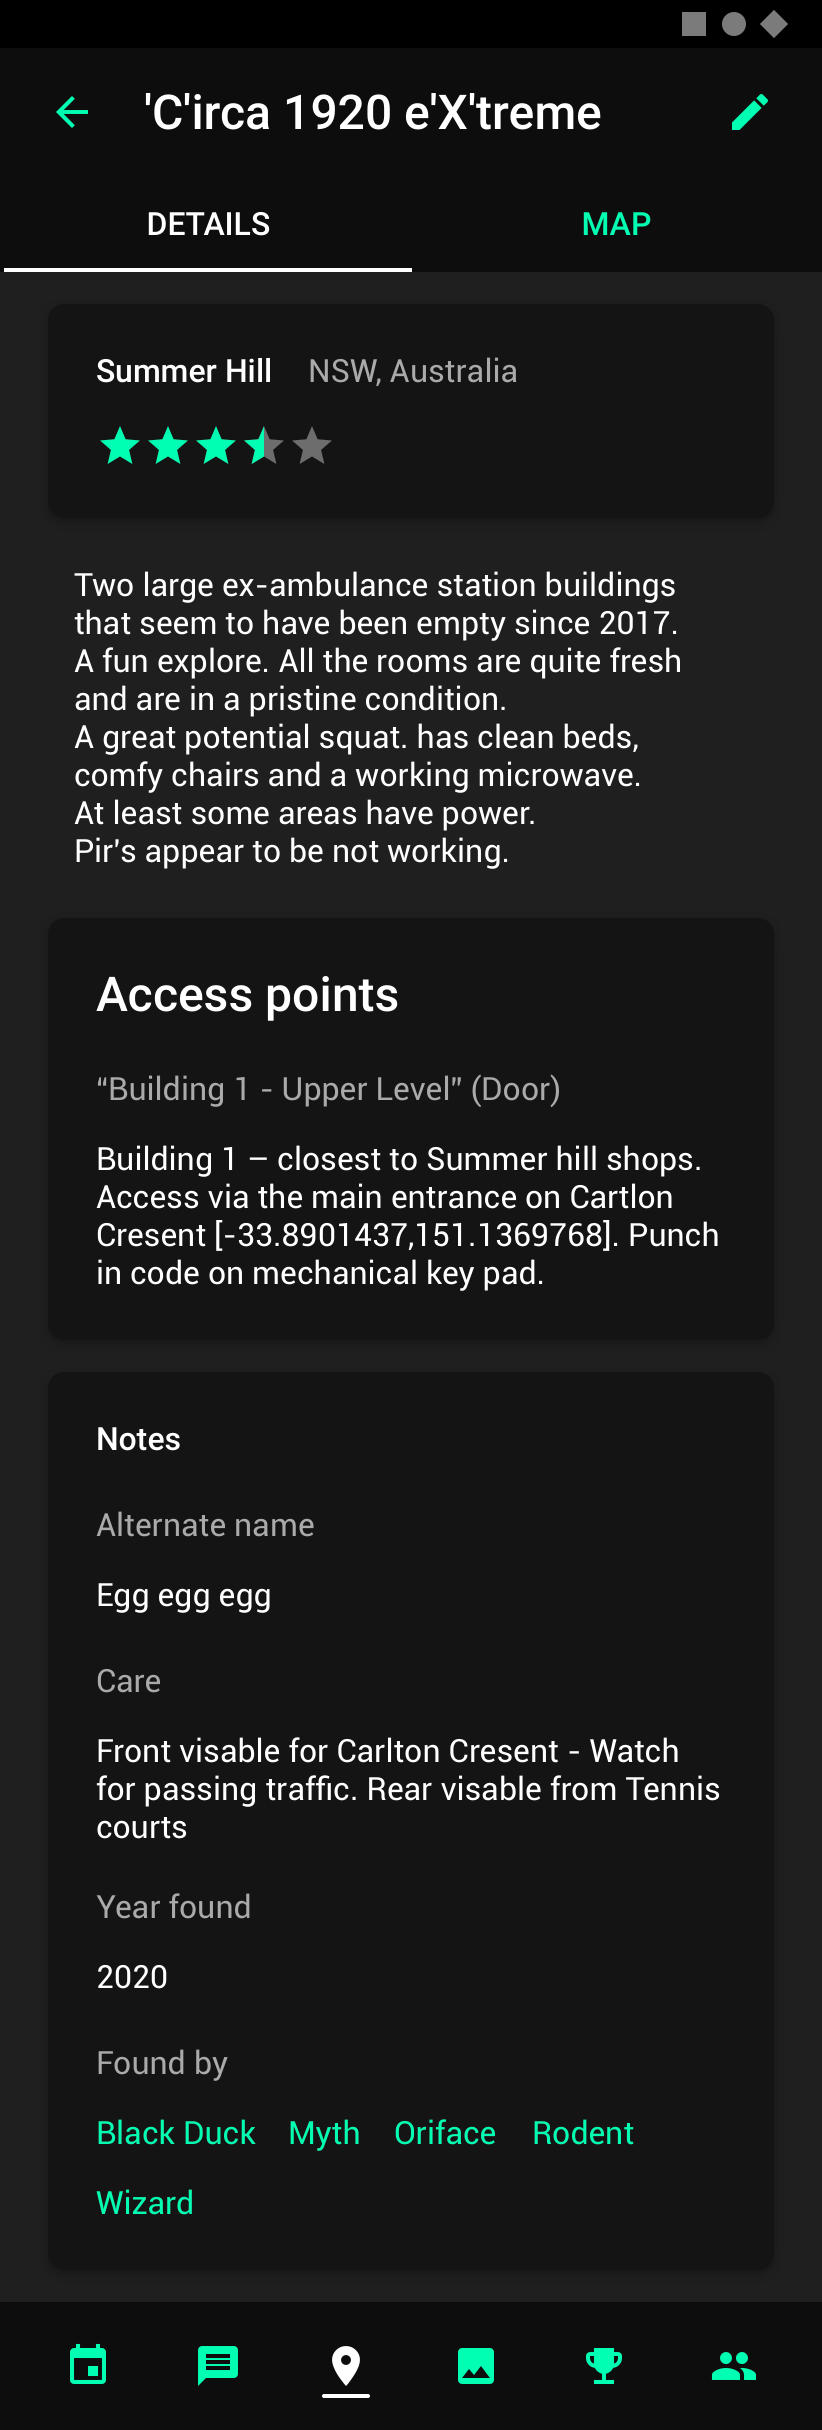 'C'irca 1920 e'X'treme
DETAILS
MAP
Summer Hill NSW, Australia
Two large ex-ambulance station buildings
that seem to have been empty since 2017.
A fun explore. All the rooms are quite fresh
and are in a pristine condition.
A great potential squat. has clean beds,
comfy chairs and a working microwave.
At least some areas have power.
Pir's appear to be not working.
Access points
“Building 1 - Upper Level" (Door)
Building 1 – closest to Summer hill shops.
Access via the main entrance on Cartlon
Cresent [-33.8901437,151.1369768]. Punch
in code on mechanical key pad.
Notes
Alternate name
Egg egg egg
Care
Front visable for Carlton Cresent - Watch
for passing traffic. Rear visable from Tennis
courts
Year found
2020
Found by
Black Duck Myth Oriface Rodent
Wizard